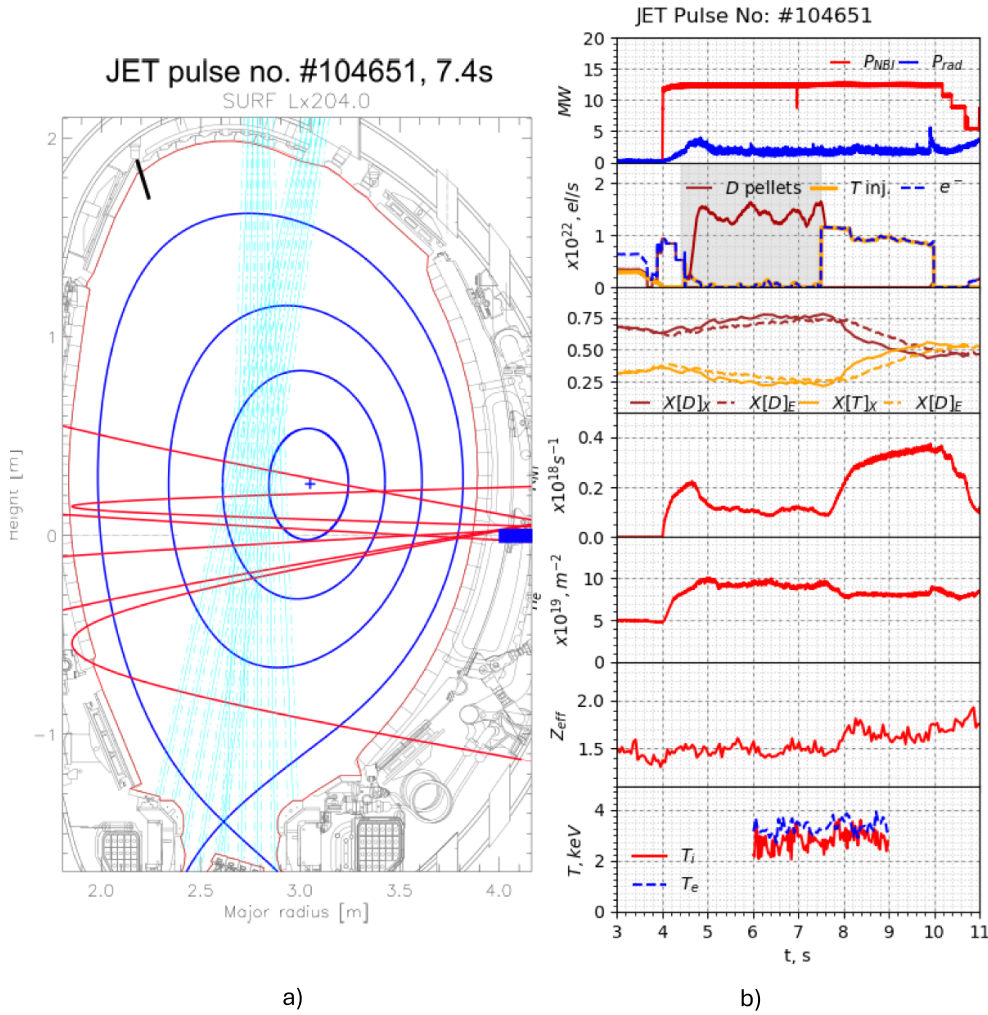 JET pulse no. #104651, 7.4s
SURF Lx204.0
2
1
0
−1
Height [m]
2.0 2.5 3.0 3.5 4.0
Major radius [m]
a)
JET Pulse No: #104651
20
15
10
5
0
MW
P_NBI P_rad
2
1
0
x10^22, el/s
D pellets T inj. e^-
0.75
0.50
0.25
X[D]_X X[D]_E X[T]_X X[D]_E
0.4
0.2
0.0
x10^18 s^-1
10
5
0
x10^19, m^-2
2.0
1.5
Z_eff
4
2
0
T, keV
T_i
T_e
3 4 5 6 7 8 9 10 11
t, s
b)